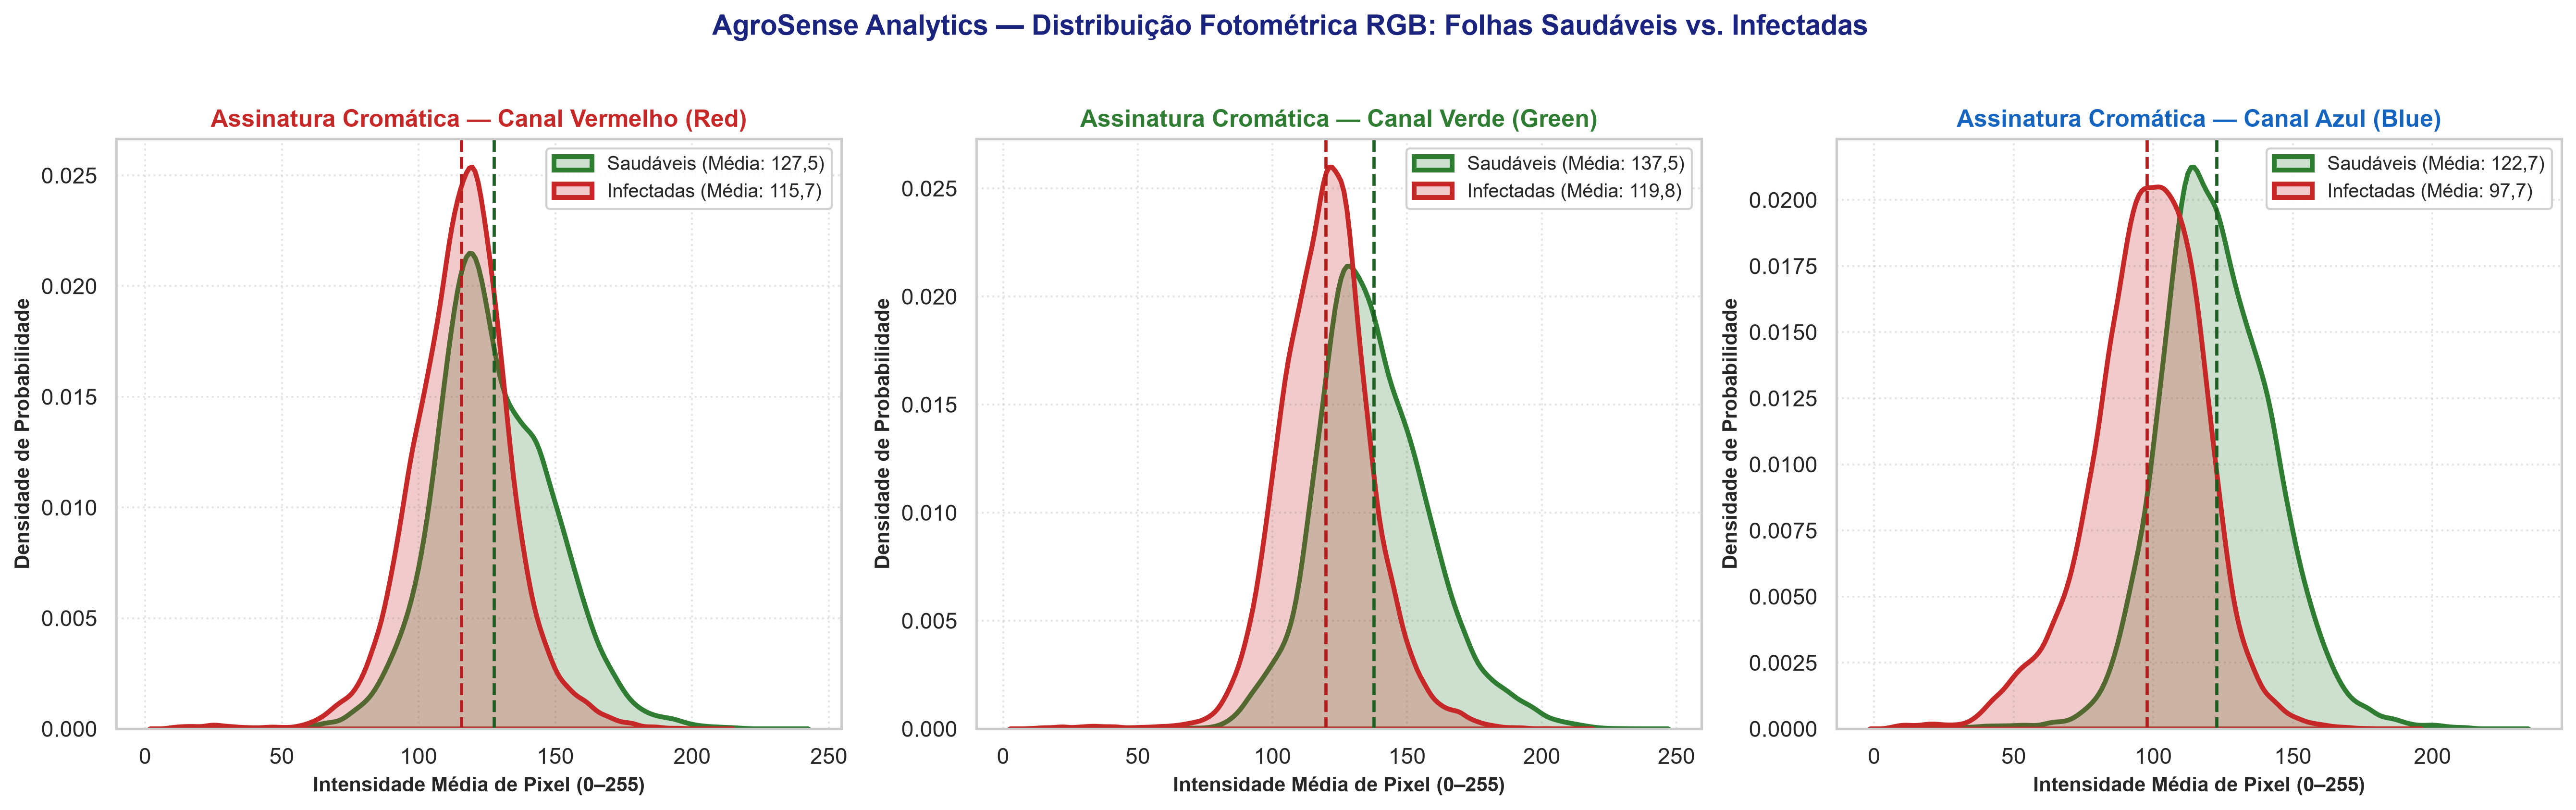 AgroSense Analytics — Distribuição Fotométrica RGB: Folhas Saudáveis vs. Infectadas
Assinatura Cromática — Canal Vermelho (Red)
Densidade de Probabilidade
0.025
0.020
0.015
0.010
0.005
0.000
Saudáveis (Média: 127,5)
Infectadas (Média: 115,7)
0 50 100 150 200 250
Intensidade Média de Pixel (0–255)
Assinatura Cromática — Canal Verde (Green)
Densidade de Probabilidade
0.025
0.020
0.015
0.010
0.005
0.000
Saudáveis (Média: 137,5)
Infectadas (Média: 119,8)
0 50 100 150 200 250
Intensidade Média de Pixel (0–255)
Assinatura Cromática — Canal Azul (Blue)
Densidade de Probabilidade
0.0200
0.0175
0.0150
0.0125
0.0100
0.0075
0.0050
0.0025
0.0000
Saudáveis (Média: 122,7)
Infectadas (Média: 97,7)
0 50 100 150 200
Intensidade Média de Pixel (0–255)